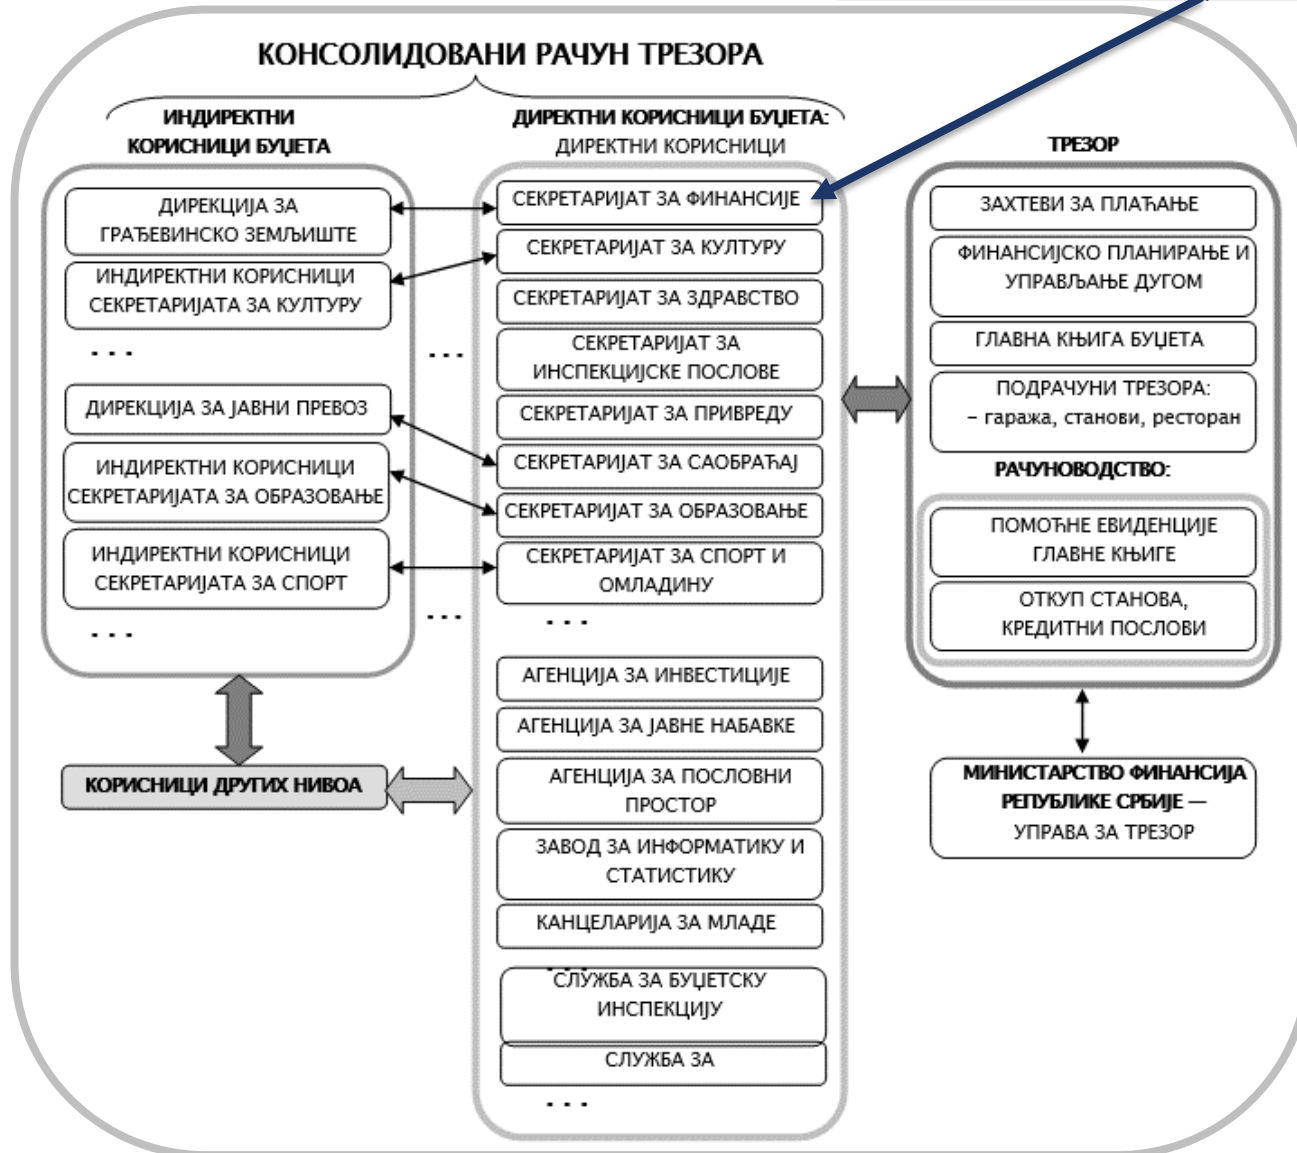 КОНСОЛИДОВАНИ РАЧУН ТРЕЗОРА
ИНДИРЕКТНИ
КОРИСНИЦИ БУЏЕТА
ДИРЕКЦИЈА ЗА
ГРАЂЕВИНСКО ЗЕМЉИШТЕ
ИНДИРЕКТНИ КОРИСНИЦИ
СЕКРЕТАРИЈАТА ЗА КУЛТУРУ
. . .
ДИРЕКЦИЈА ЗА ЈАВНИ ПРЕВОЗ
ИНДИРЕКТНИ КОРИСНИЦИ
СЕКРЕТАРИЈАТА ЗА ОБРАЗОВАЊЕ
ИНДИРЕКТНИ КОРИСНИЦИ
СЕКРЕТАРИЈАТА ЗА СПОРТ
. . .
КОРИСНИЦИ ДРУГИХ НИВОА
. . .
. . .
ДИРЕКТНИ КОРИСНИЦИ БУЏЕТА:
ДИРЕКТНИ КОРИСНИЦИ
СЕКРЕТАРИЈАТ ЗА ФИНАНСИЈЕ
СЕКРЕТАРИЈАТ ЗА КУЛТУРУ
СЕКРЕТАРИЈАТ ЗА ЗДРАВСТВО
СЕКРЕТАРИЈАТ ЗА
ИНСПЕКЦИЈСКЕ ПОСЛОВЕ
СЕКРЕТАРИЈАТ ЗА ПРИВРЕДУ
СЕКРЕТАРИЈАТ ЗА САОБРАЋАЈ
СЕКРЕТАРИЈАТ ЗА ОБРАЗОВАЊЕ
СЕКРЕТАРИЈАТ ЗА СПОРТ И
ОМЛАДИНУ
. . .
АГЕНЦИЈА ЗА ИНВЕСТИЦИЈЕ
АГЕНЦИЈА ЗА ЈАВНЕ НАБАВКЕ
АГЕНЦИЈА ЗА ПОСЛОВНИ
ПРОСТОР
ЗАВОД ЗА ИНФОРМАТИКУ И
СТАТИСТИКУ
КАНЦЕЛАРИЈА ЗА МЛАДЕ
. . .
СЛУЖБА ЗА БУЏЕТСКУ
ИНСПЕКЦИЈУ
СЛУЖБА ЗА
. . .
ТРЕЗОР
ЗАХТЕВИ ЗА ПЛАЋАЊЕ
ФИНАНСИЈСКО ПЛАНИРАЊЕ И
УПРАВЉАЊЕ ДУГОМ
ГЛАВНА КЊИГА БУЏЕТА
ПОДРАЧУНИ ТРЕЗОРА:
– гаража, станови, ресторан
РАЧУНОВОДСТВО:
ПОМОЋНЕ ЕВИДЕНЦИЈЕ
ГЛАВНЕ КЊИГЕ
ОТКУП СТАНОВА,
КРЕДИТНИ ПОСЛОВИ
МИНИСТАРСТВО ФИНАНСИЈА
РЕПУБЛИКЕ СРБИЈЕ —
УПРАВА ЗА ТРЕЗОР